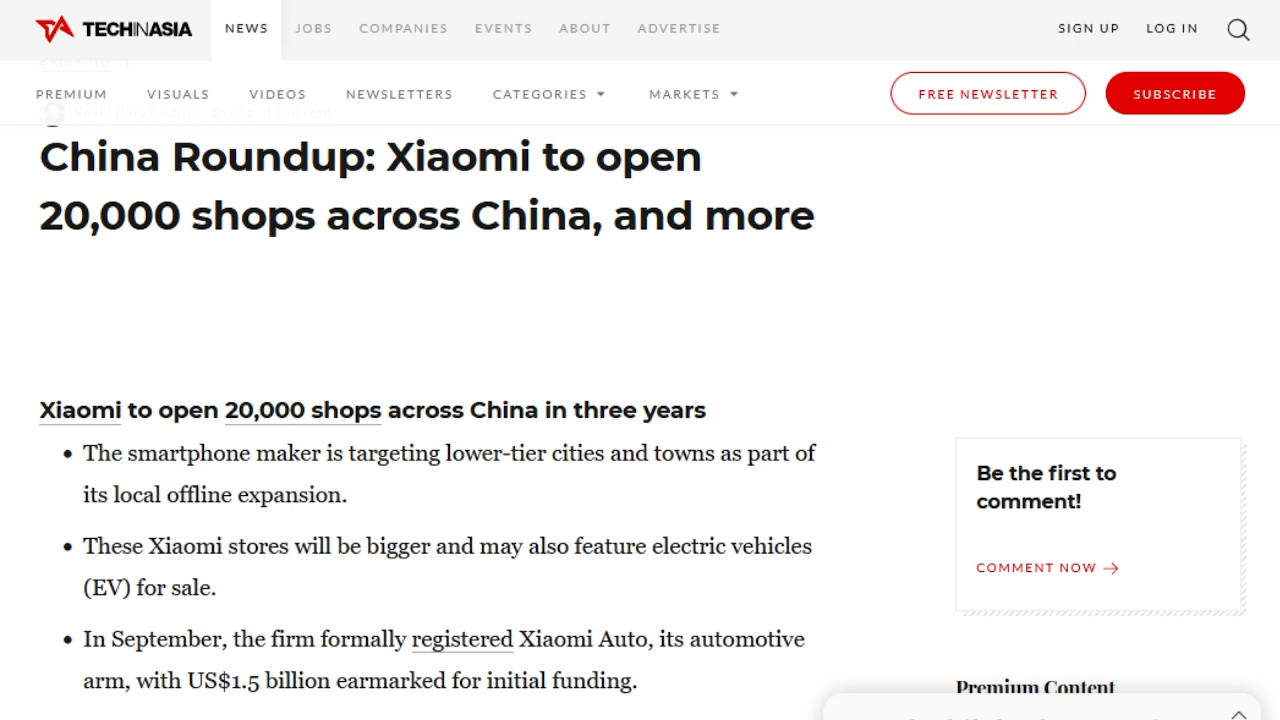 TECHINASIA NEWS JOBS COMPANIES EVENTS ABOUT ADVERTISE SIGN UP LOG IN
PREMIUM VISUALS VIDEOS NEWSLETTERS CATEGORIES MARKETS FREE NEWSLETTER SUBSCRIBE
China Roundup: Xiaomi to open
20,000 shops across China, and more
Xiaomi to open 20,000 shops across China in three years
The smartphone maker is targeting lower-tier cities and towns as part of
its local offline expansion.
These Xiaomi stores will be bigger and may also feature electric vehicles
(EV) for sale.
In September, the firm formally registered Xiaomi Auto, its automotive
arm, with US$1.5 billion earmarked for initial funding.
Be the first to
comment!
COMMENT NOW
Premium Content